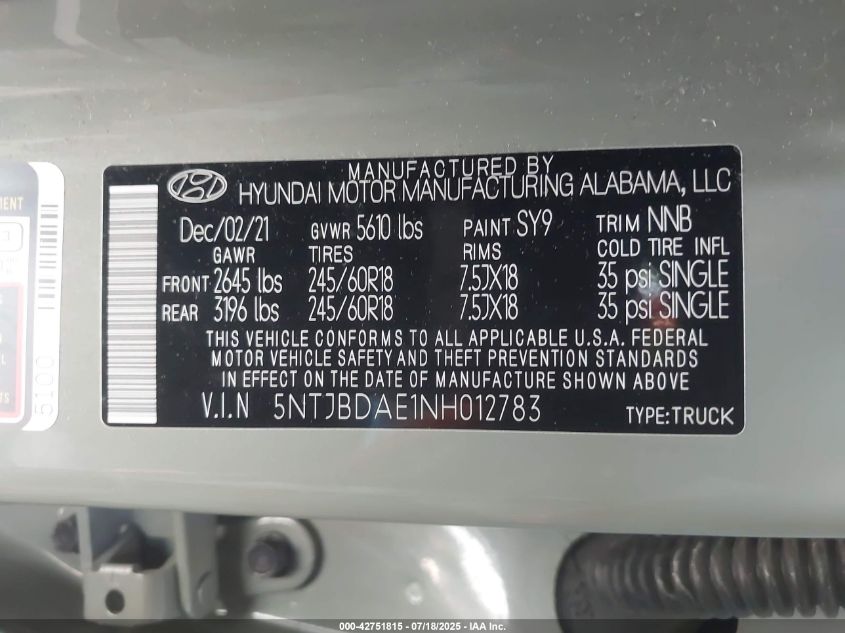 MANUFACTURED BY
HYUNDAI MOTOR MANUFACTURING ALABAMA, LLC
Dec/02/21 GVWR 5610 lbs PAINT SY9 TRIM NNB
GAWR TIRES RIMS COLD TIRE INFL
FRONT 2645 lbs 245/60R18 7.5JX18 35 psi SINGLE
REAR 3196 lbs 245/60R18 7.5JX18 35 psi SINGLE
THIS VEHICLE CONFORMS TO ALL APPLICABLE U.S.A. FEDERAL
MOTOR VEHICLE SAFETY AND THEFT PREVENTION STANDARDS
IN EFFECT ON THE DATE OF MANUFACTURE SHOWN ABOVE
V.I.N 5NTJBDAE1NH012783 TYPE:TRUCK
MENT
3
5100
000-42751815 - 07/18/2025 - IAA Inc.